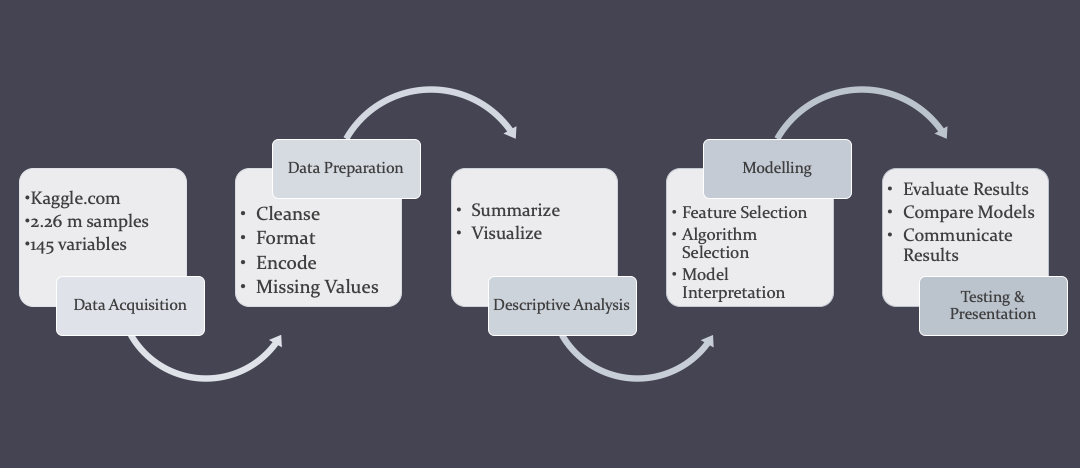 •Kaggle.com
•2.26 m samples
•145 variables
Data Acquisition
Data Preparation
• Cleanse
• Format
• Encode
• Missing Values
• Summarize
• Visualize
Descriptive Analysis
Modelling
• Feature Selection
• Algorithm
Selection
• Model
Interpretation
• Evaluate Results
• Compare Models
• Communicate
Results
Testing &
Presentation